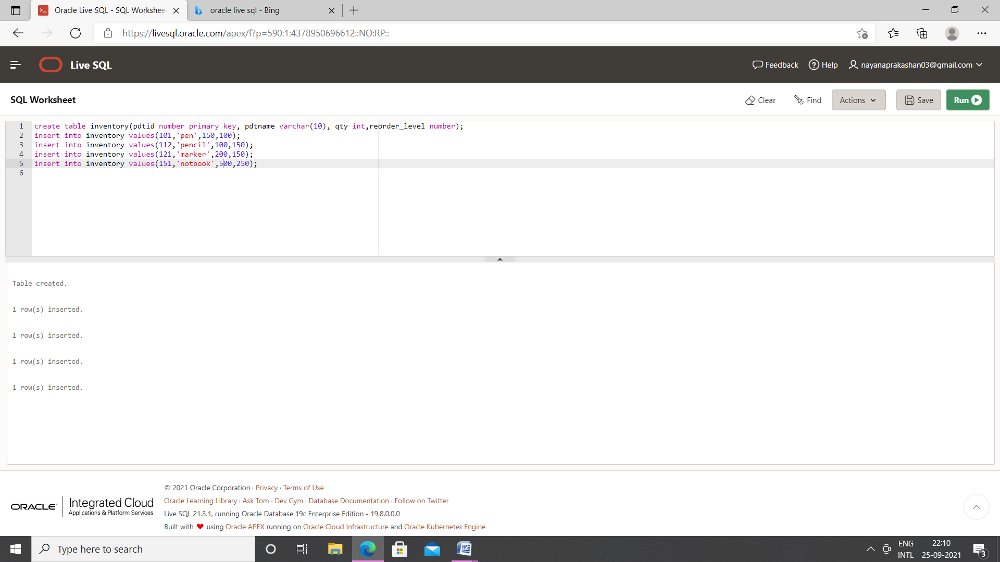 Oracle Live SQL - SQL Workshee
oracle live sql - Bing
https://livesql.oracle.com/apex/f?p=590:1:4378950696612::NO:RP::
Live SQL
Feedback
Help
nayanaprakashan03@gmail.com
SQL Worksheet
Clear
Find
Actions
Save
Run
1 create table inventory(pdtid number primary key, pdtname varchar(10), qty int,reorder_level number);
2 insert into inventory values(101,'pen',150,100);
3 insert into inventory values(112,'pencil',100,150);
4 insert into inventory values(121,'marker',200,150);
5 insert into inventory values(151,'notbook',500,250);
6
Table created.
1 row(s) inserted.
1 row(s) inserted.
1 row(s) inserted.
1 row(s) inserted.
ORACLE
Integrated Cloud
Applications & Platform Services
© 2021 Oracle Corporation · Privacy · Terms of Use
Oracle Learning Library · Ask Tom · Dev Gym · Database Documentation · Follow on Twitter
Live SQL 21.3.1, running Oracle Database 19c Enterprise Edition - 19.8.0.0.0
Built with ♥ using Oracle APEX running on Oracle Cloud Infrastructure and Oracle Kubernetes Engine
Type here to search
ENG
INTL
22:10
25-09-2021
3